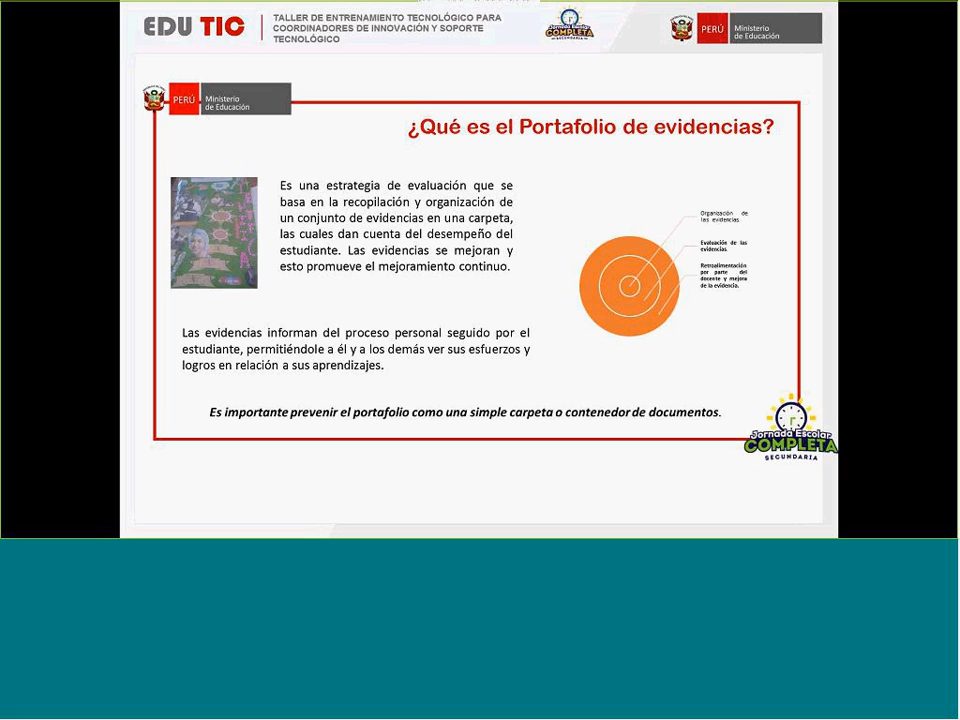 EDU TIC
TALLER DE ENTRENAMIENTO TECNOLÓGICO PARA
COORDINADORES DE INNOVACIÓN Y SOPORTE
TECNOLÓGICO
Jornada Escolar
COMPLETA
SECUNDARIA
PERÚ
Ministerio
de Educación
PERÚ
Ministerio
de Educación
¿Qué es el Portafolio de evidencias?
Es una estrategia de evaluación que se
basa en la recopilación y organización de
un conjunto de evidencias en una carpeta,
las cuales dan cuenta del desempeño del
estudiante. Las evidencias se mejoran y
esto promueve el mejoramiento continuo.
Organización de
las evidencias
Evaluación de las
evidencias
Retroalimentación
por parte del
docente y mejora
de la evidencia.
Las evidencias informan del proceso personal seguido por el
estudiante, permitiéndole a él y a los demás ver sus esfuerzos y
logros en relación a sus aprendizajes.
Es importante prevenir el portafolio como una simple carpeta o contenedor de documentos.
Jornada Escolar
COMPLETA
SECUNDARIA